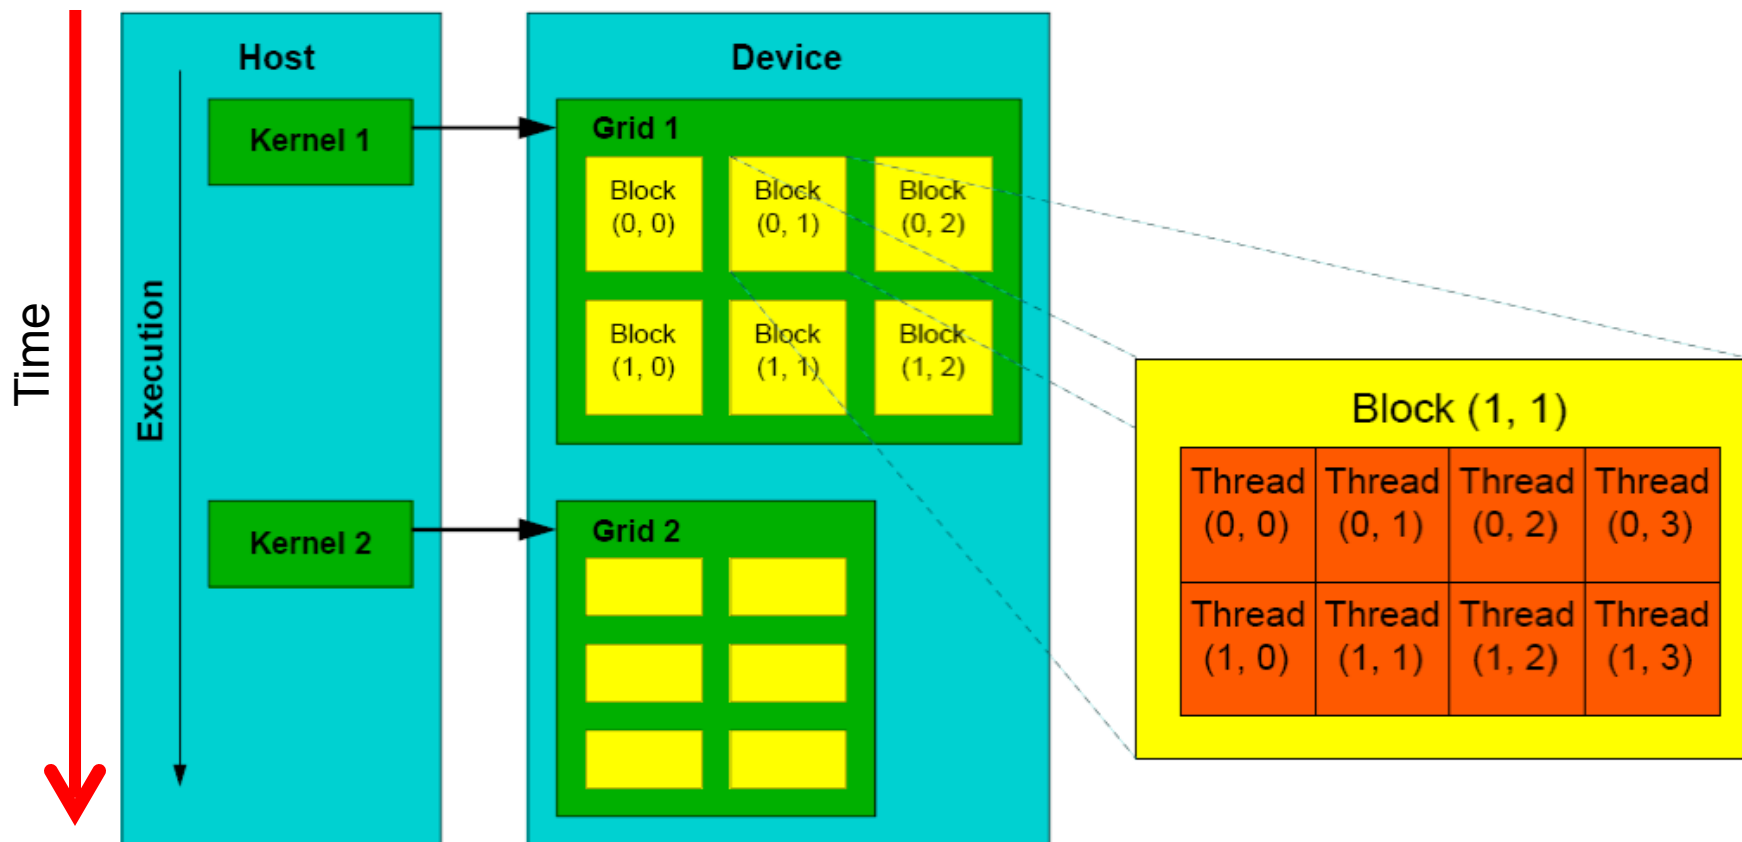 Time
Host
Execution
Kernel 1
Kernel 2
Device
Grid 1
Block
(0, 0)
Block
(0, 1)
Block
(0, 2)
Block
(1, 0)
Block
(1, 1)
Block
(1, 2)
Grid 2
Block (1, 1)
Thread
(0, 0)
Thread
(0, 1)
Thread
(0, 2)
Thread
(0, 3)
Thread
(1, 0)
Thread
(1, 1)
Thread
(1, 2)
Thread
(1, 3)